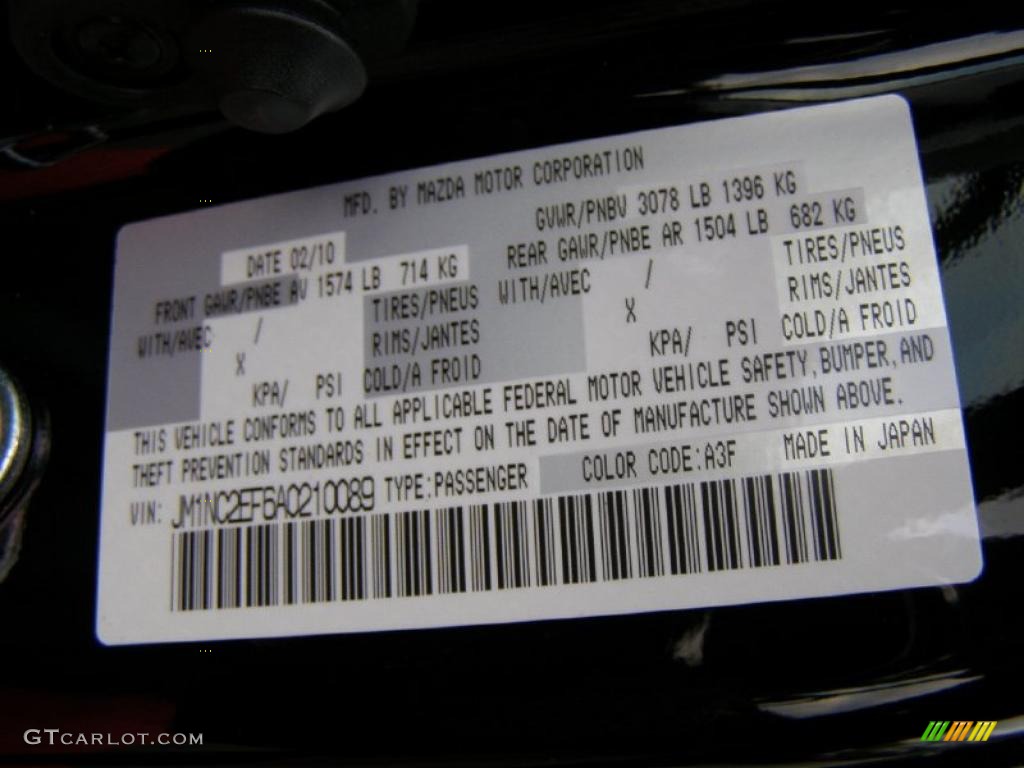 MFD. BY MAZDA MOTOR CORPORATION
DATE 02/10 GVWR/PNBV 3078 LB 1396 KG
FRONT GAWR/PNBE AV 1574 LB 714 KG REAR GAWR/PNBE AR 1504 LB 682 KG
WITH/AVEC / TIRES/PNEUS WITH/AVEC / TIRES/PNEUS
X RIMS/JANTES X RIMS/JANTES
KPA/ PSI COLD/A FROID KPA/ PSI COLD/A FROID
THIS VEHICLE CONFORMS TO ALL APPLICABLE FEDERAL MOTOR VEHICLE SAFETY, BUMPER, AND
THEFT PREVENTION STANDARDS IN EFFECT ON THE DATE OF MANUFACTURE SHOWN ABOVE.
VIN: JM1NC2EF6A0210089 TYPE:PASSENGER COLOR CODE:A3F MADE IN JAPAN
GTCARLOT.COM